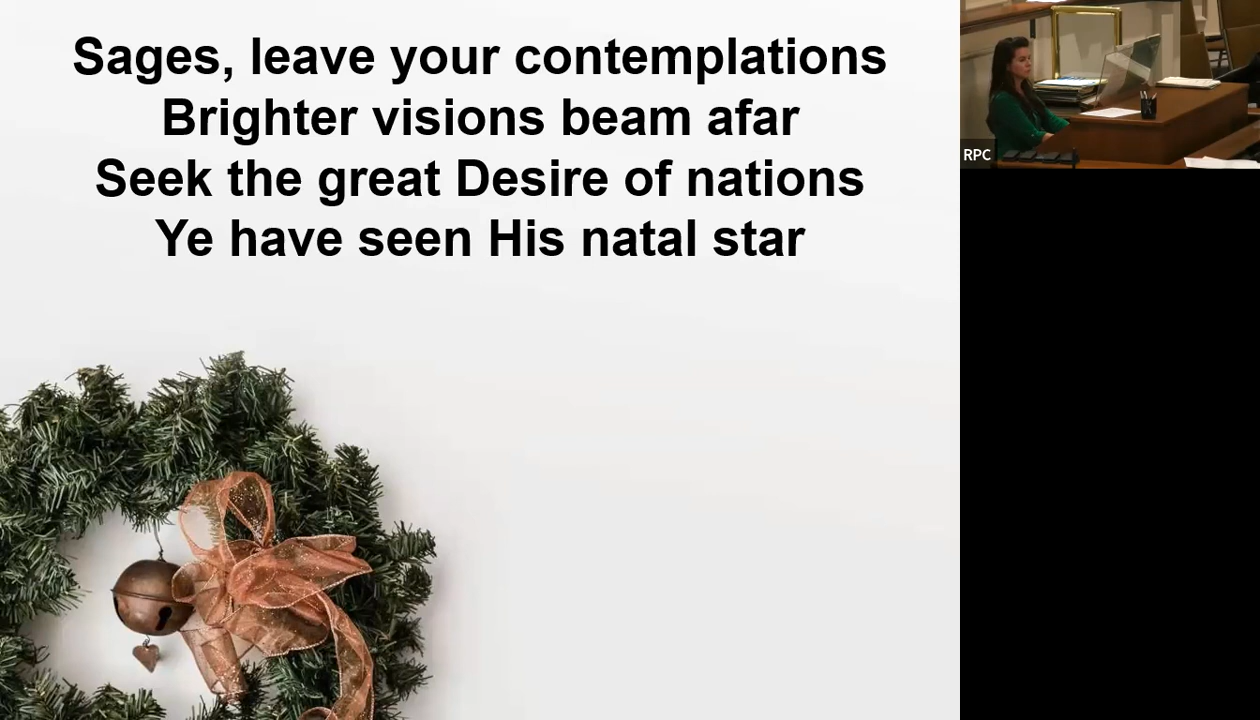 Sages, leave your contemplations
Brighter visions beam afar
Seek the great Desire of nations
Ye have seen His natal star
RPC